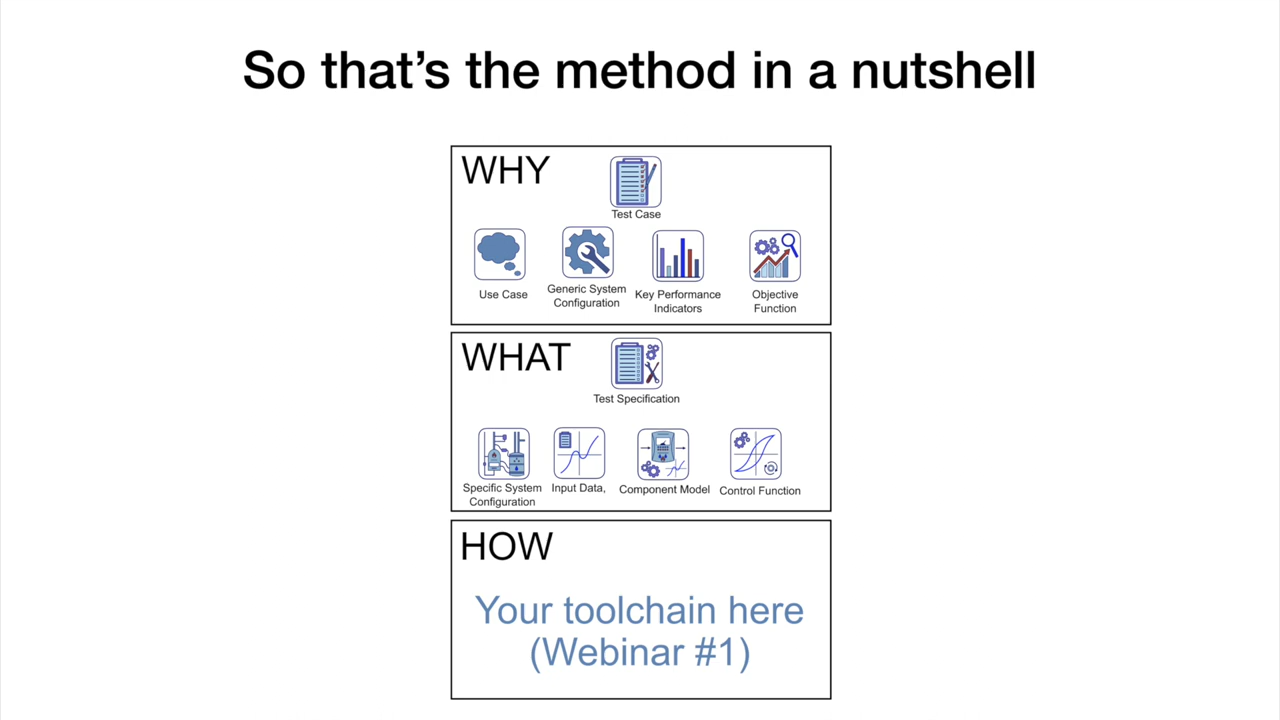 So that’s the method in a nutshell
WHY
Test Case
Use Case
Generic System
Configuration
Key Performance
Indicators
Objective
Function
WHAT
Test Specification
Specific System
Configuration
Input Data,
Component Model
Control Function
HOW
Your toolchain here
(Webinar #1)